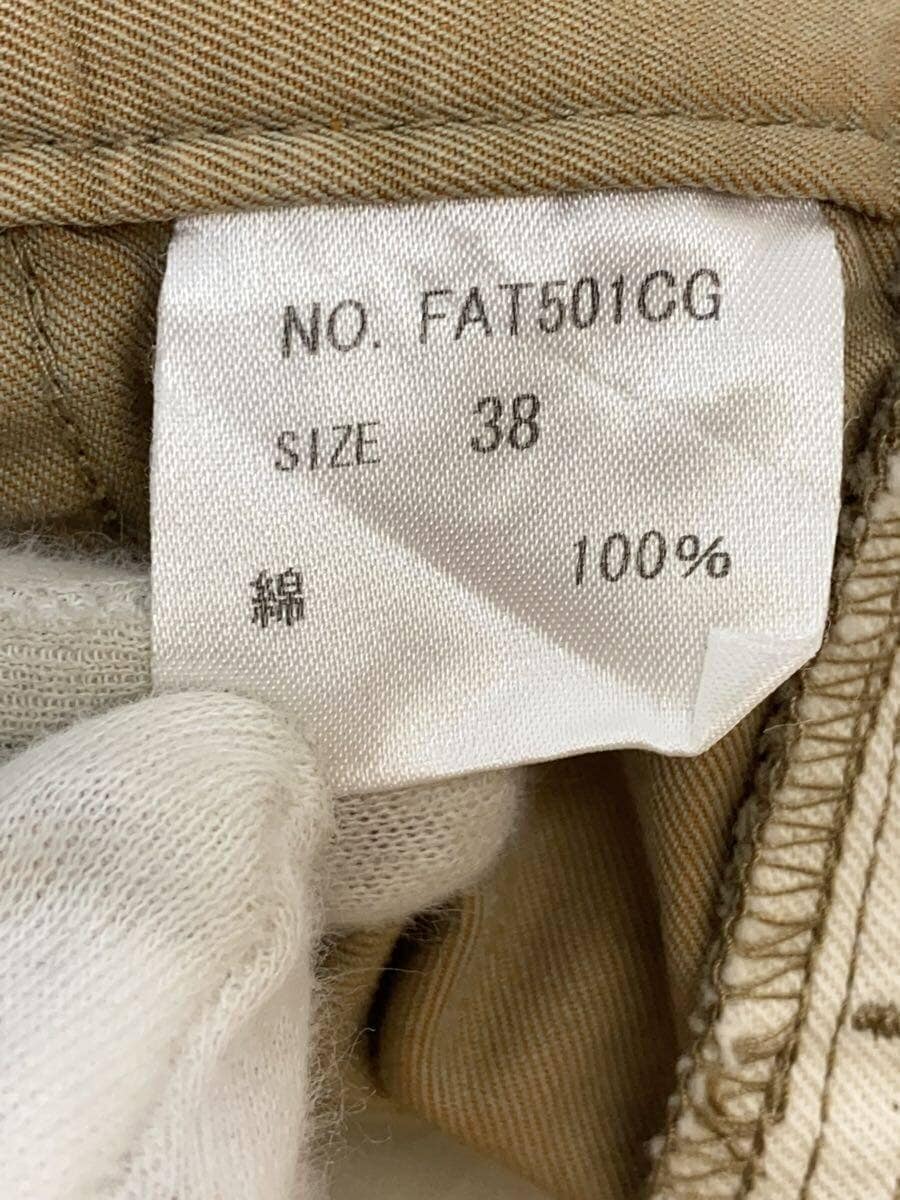 NO. FAT501CG
SIZE 38
綿 100%